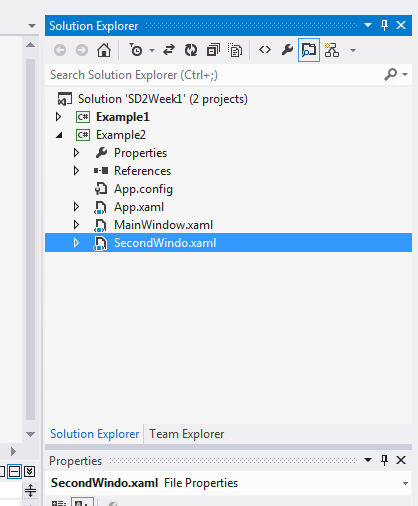 Solution Explorer
Search Solution Explorer (Ctrl+;)
Solution 'SD2Week1' (2 projects)
C# Example1
C# Example2
Properties
References
App.config
App.xaml
MainWindow.xaml
SecondWindo.xaml
Solution Explorer Team Explorer
Properties
SecondWindo.xaml File Properties